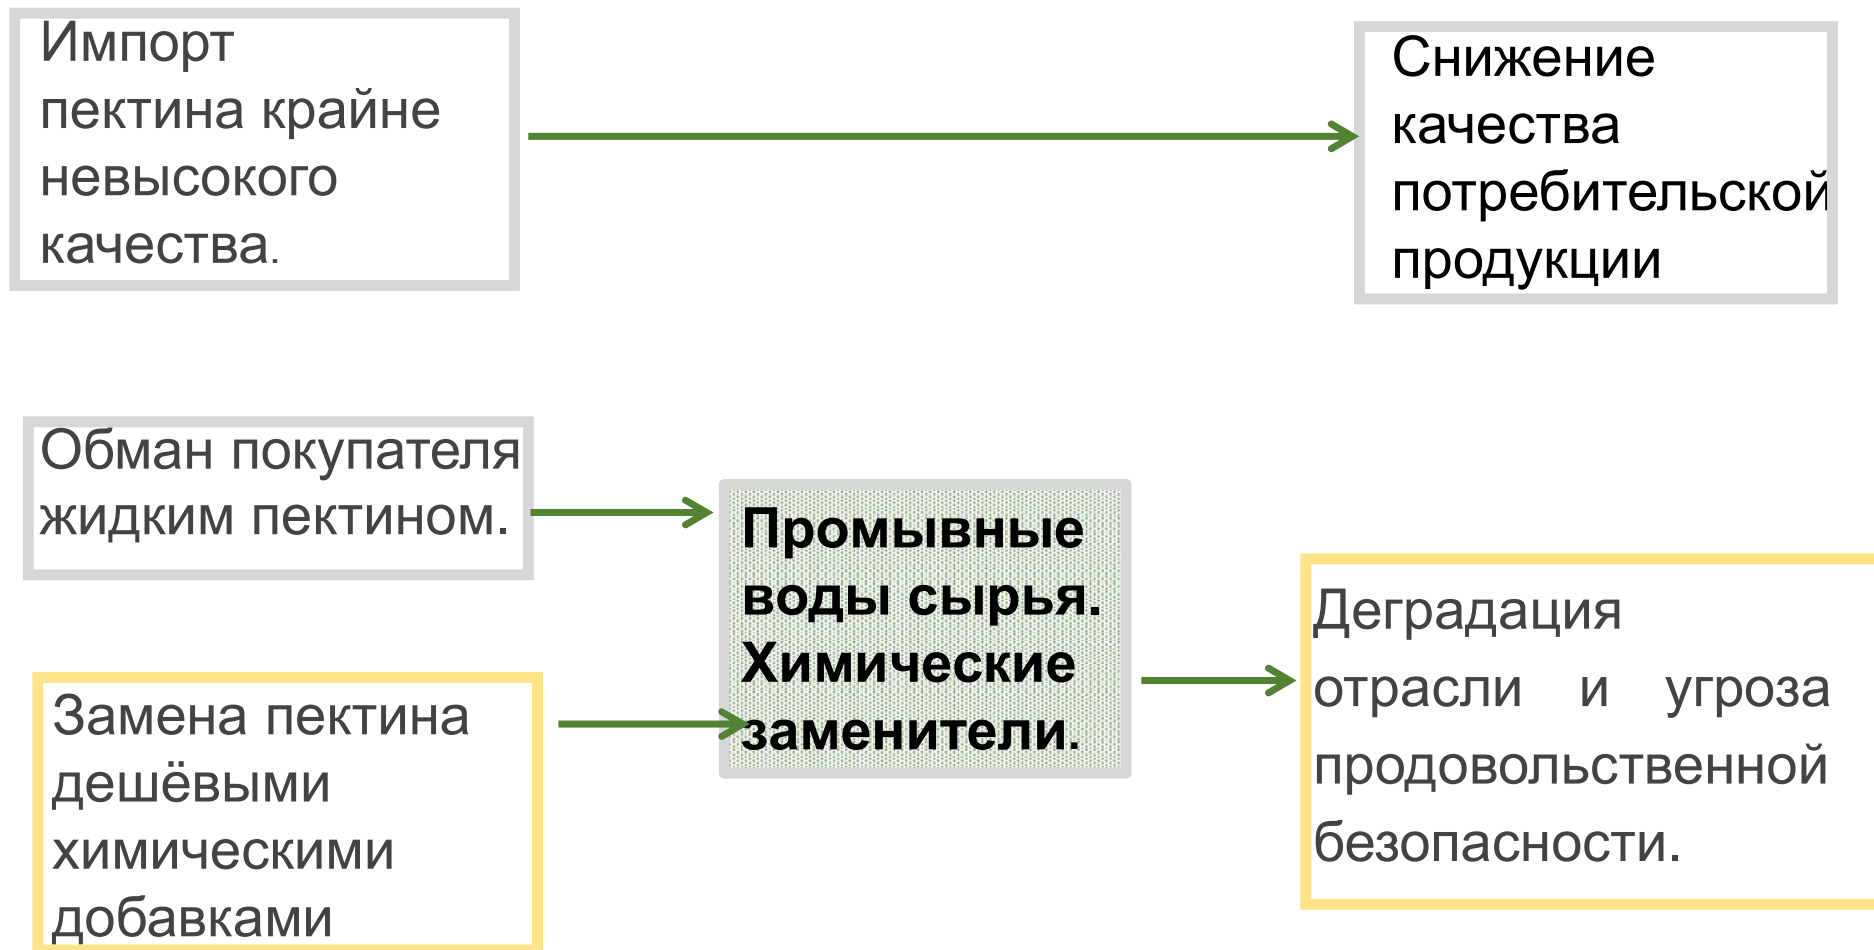 Импорт
пектина крайне
невысокого
качества.
Снижение
качества
потребительской
продукции
Обман покупателя
жидким пектином.
Промывные
воды сырья.
Химические
заменители.
Замена пектина
дешёвыми
химическими
добавками
Деградация
отрасли и угроза
продовольственной
безопасности.